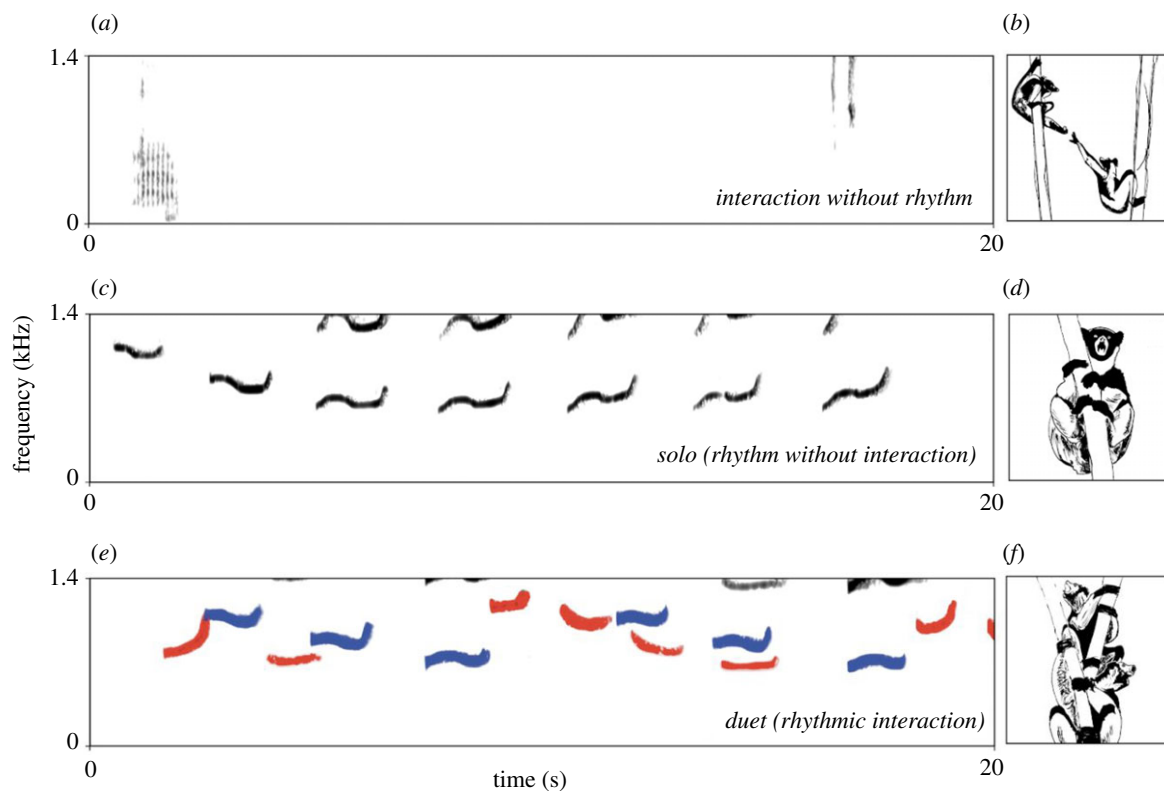 (a)
(b)
1.4
interaction without rhythm
0
0
20
(c)
(d)
1.4
frequency (kHz)
solo (rhythm without interaction)
0
0
20
(e)
(f)
1.4
duet (rhythmic interaction)
0
0
time (s)
20